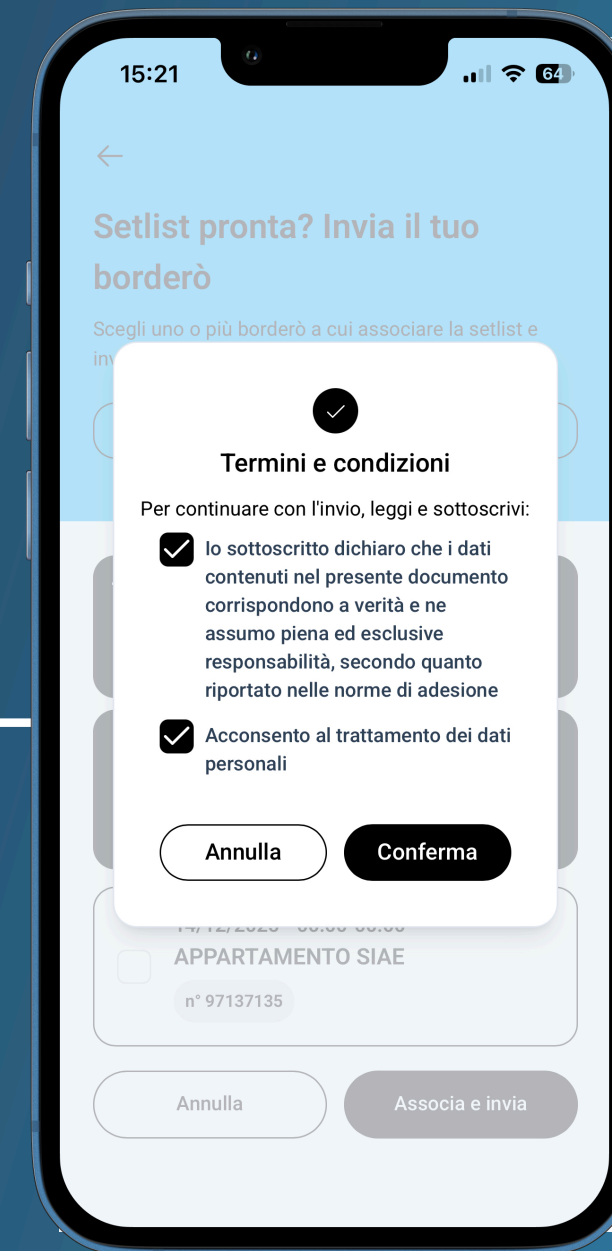 15:21
64
Setlist pronta? Invia il tuo
borderò
Scegli uno o più borderò a cui associare la setlist e
Termini e condizioni
Per continuare con l'invio, leggi e sottoscrivi:
Io sottoscritto dichiaro che i dati
contenuti nel presente documento
corrispondono a verità e ne
assumo piena ed esclusive
responsabilità, secondo quanto
riportato nelle norme di adesione
Acconsento al trattamento dei dati
personali
Annulla
Conferma
APPARTAMENTO SIAE
n° 97137135
Annulla
Associa e invia